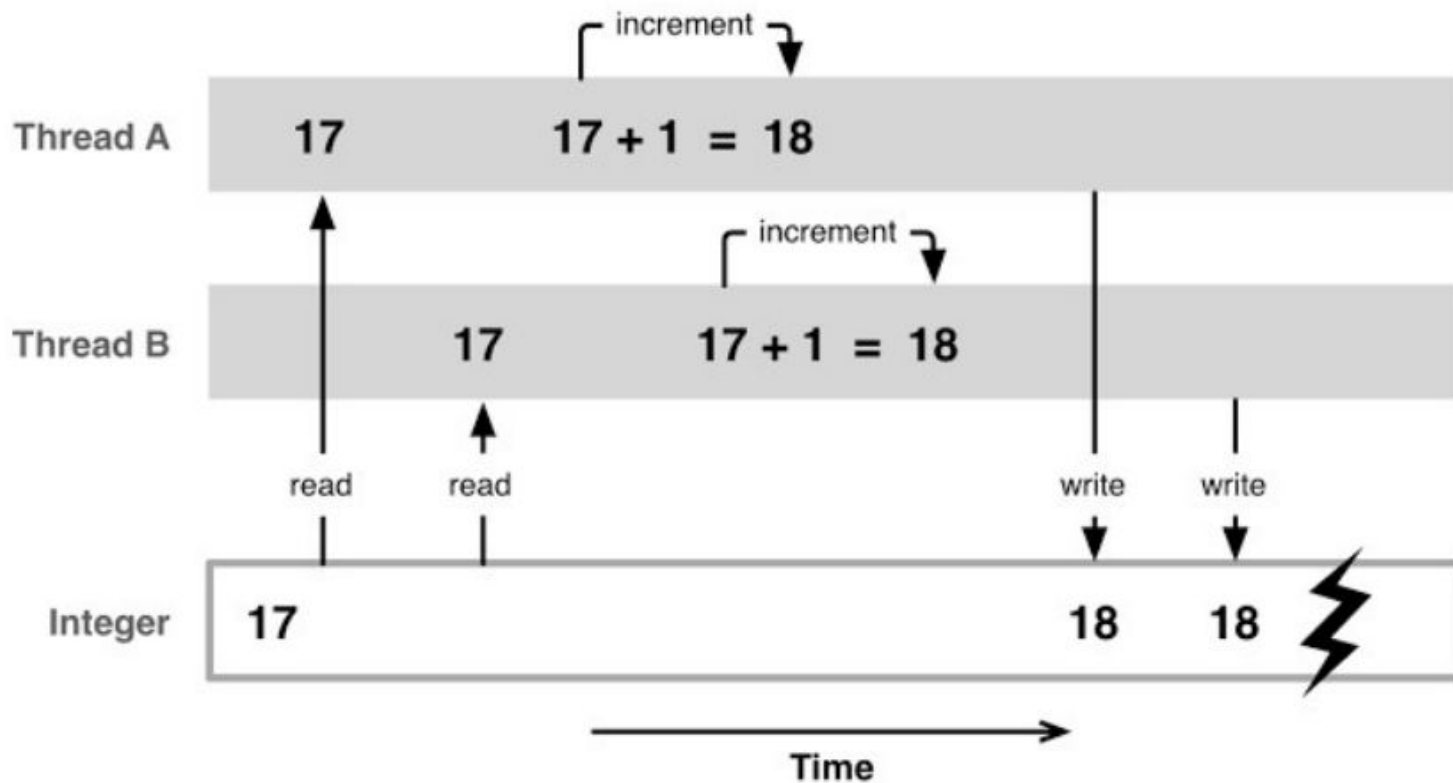 increment
Thread A 17 17 + 1 = 18
increment
Thread B 17 17 + 1 = 18
read read write write
Integer 17 18 18
Time